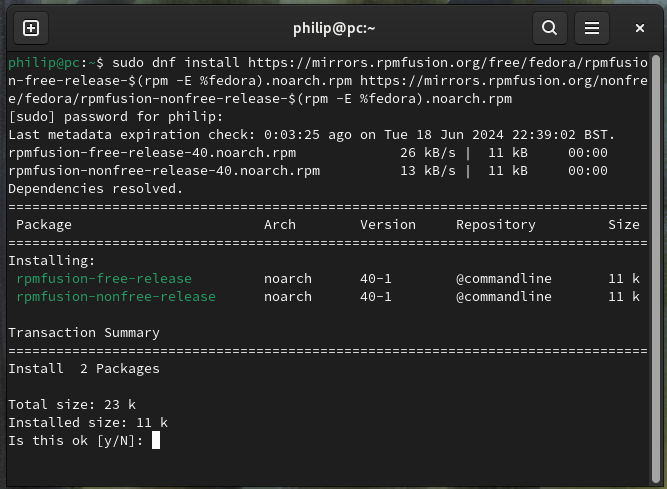 philip@pc:~
philip@pc:~$ sudo dnf install https://mirrors.rpmfusion.org/free/fedora/rpmfusio
n-free-release-$(rpm -E %fedora).noarch.rpm https://mirrors.rpmfusion.org/nonfre
e/fedora/rpmfusion-nonfree-release-$(rpm -E %fedora).noarch.rpm
[sudo] password for philip:
Last metadata expiration check: 0:03:25 ago on Tue 18 Jun 2024 22:39:02 BST.
rpmfusion-free-release-40.noarch.rpm             26 kB/s |  11 kB     00:00
rpmfusion-nonfree-release-40.noarch.rpm          13 kB/s |  11 kB     00:00
Dependencies resolved.
================================================================================
 Package                       Arch        Version     Repository         Size
================================================================================
Installing:
 rpmfusion-free-release         noarch      40-1        @commandline       11 k
 rpmfusion-nonfree-release      noarch      40-1        @commandline       11 k
Transaction Summary
================================================================================
Install  2 Packages
Total size: 23 k
Installed size: 11 k
Is this ok [y/N]: